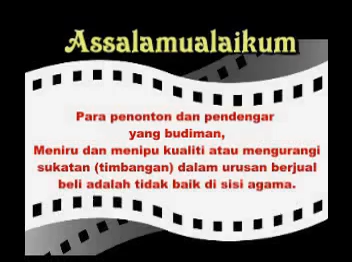 Assalamualaikum
Para penonton dan pendengar
yang budiman,
Meniru dan menipu kualiti atau mengurangi
sukatan (timbangan) dalam urusan berjual
beli adalah tidak baik di sisi agama.